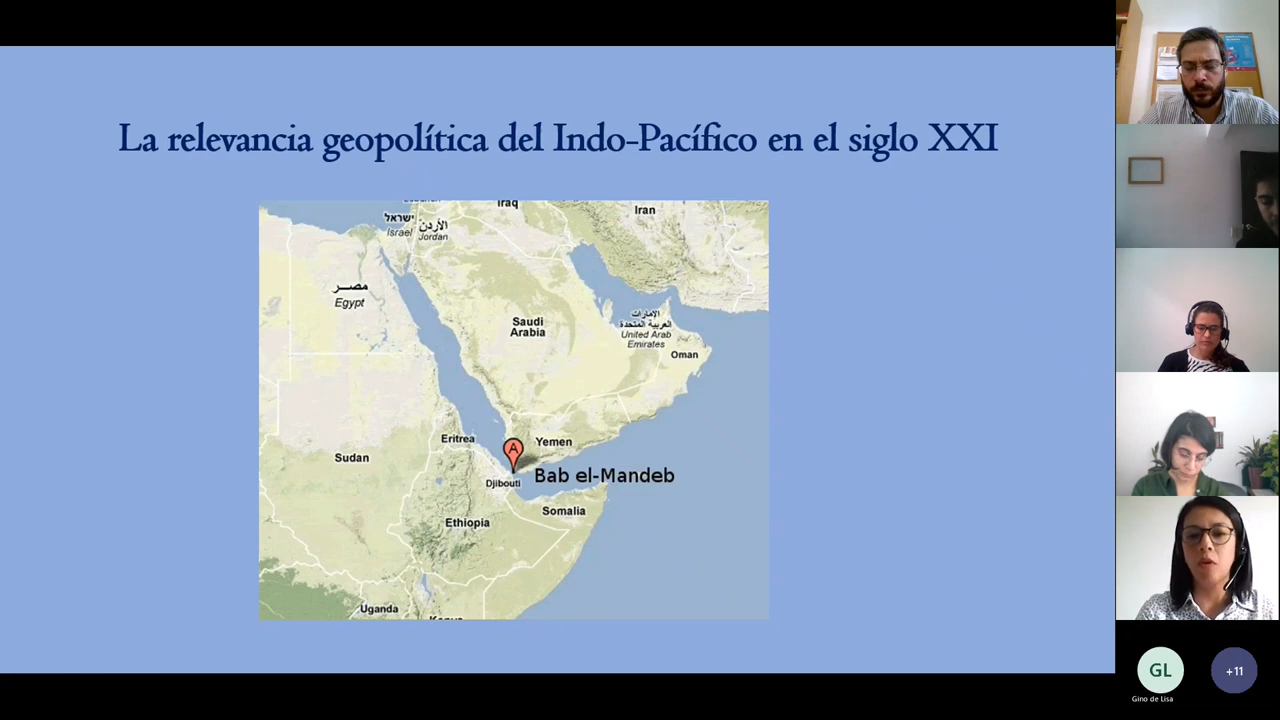 La relevancia geopolítica del Indo-Pacífico en el siglo XXI
Iraq
Iran
ישראל
Israel
الأردن
Jordan
مصر
Egypt
Saudi
Arabia
الإمارات
العربية المتحدة
United Arab
Emirates
Oman
Eritrea
A
Yemen
Sudan
Djibouti
Bab el-Mandeb
Somalia
Ethiopia
Uganda
GL
+11
Gino de Lisa